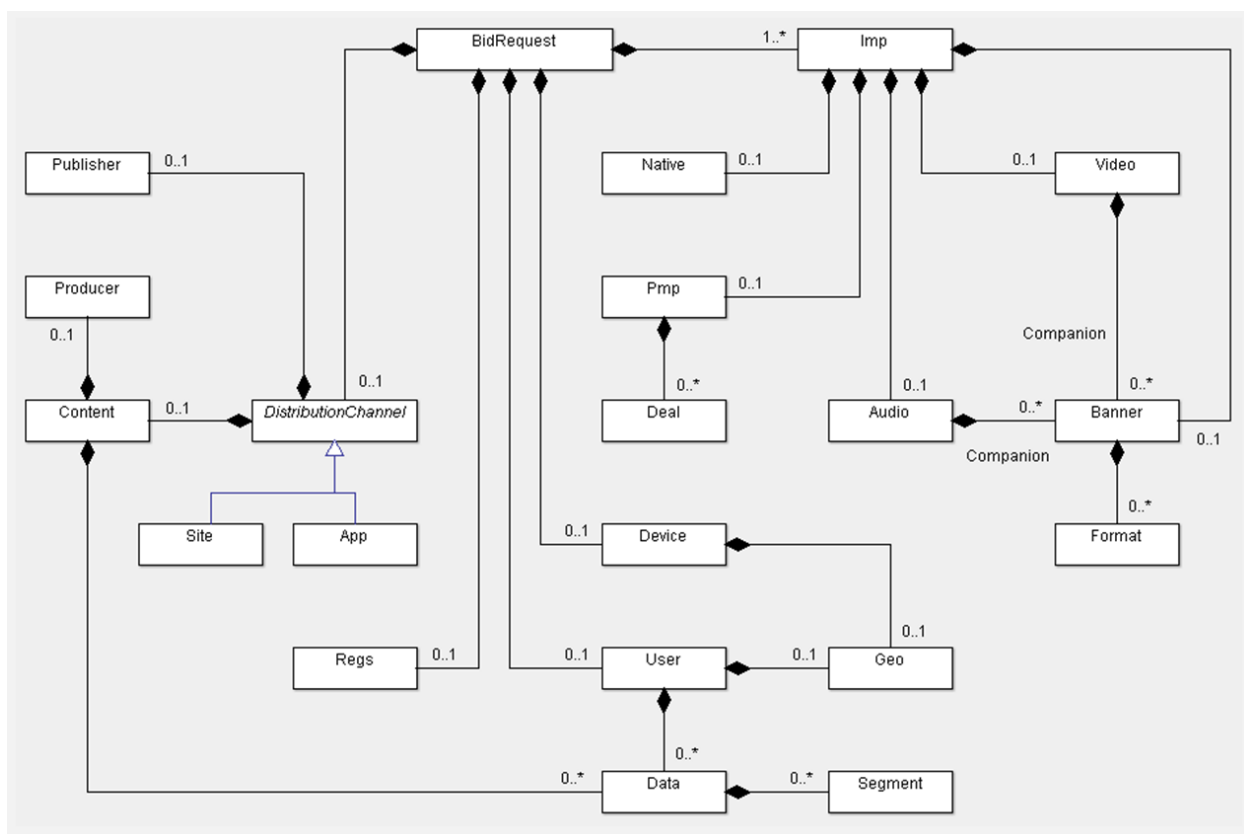 BidRequest
1..*
Imp
Publisher
0..1
Native
0..1
0..1
Video
Producer
0..1
Pmp
0..1
Companion
0..1
0..*
0..1
0..*
Content
0..1
DistributionChannel
Deal
Audio
0..*
Banner
0..1
Companion
0..*
Site
App
0..1
Device
Format
0..1
Regs
0..1
0..1
User
0..1
Geo
0..*
0..*
Data
0..*
Segment